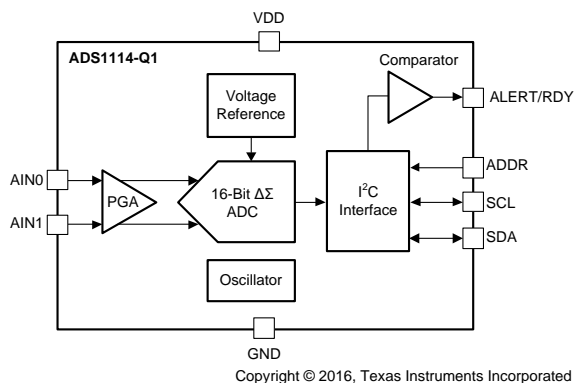 VDD
ADS1114-Q1
Comparator
Voltage
Reference
ALERT/RDY
ADDR
AIN0
PGA
16-Bit ΔΣ
ADC
I²C
Interface
SCL
AIN1
SDA
Oscillator
GND
Copyright © 2016, Texas Instruments Incorporated